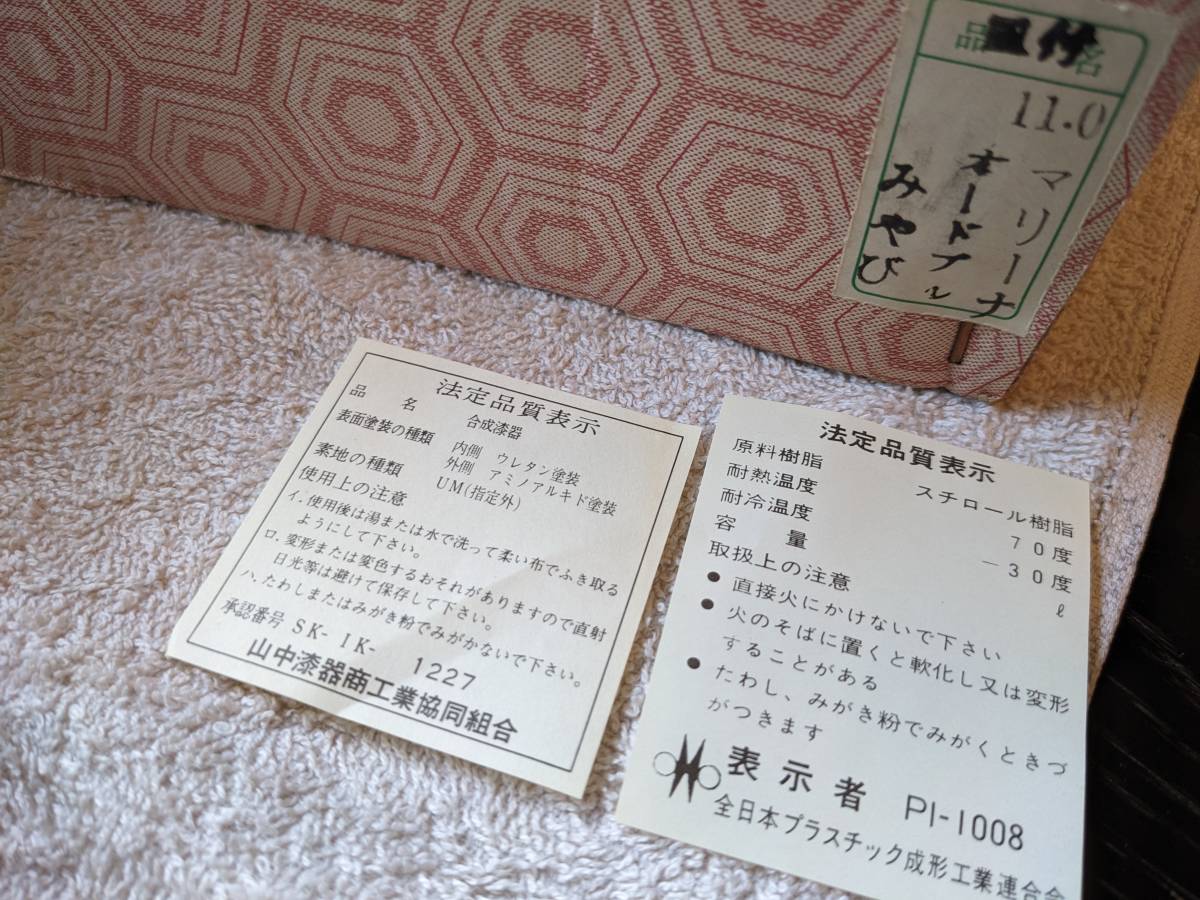 品名
11.0
マリーナ
オードブル
みやび
法定品質表示
品名 合成漆器
表面塗装の種類 内側 ウレタン塗装
外側 アミノアルキド塗装
素地の種類 UM(指定外)
使用上の注意
イ.使用後は湯または水で洗って柔い布でふき取る
ようにして下さい。
ロ.変形または変色するおそれがありますので直射
日光等は避けて保存して下さい。
ハ.たわしまたはみがき粉でみがかないで下さい。
承認番号 SK-IK- 1227
山中漆器商工業協同組合
法定品質表示
原料樹脂 スチロール樹脂
耐熱温度 70度
耐冷温度 －30度
容量 ℓ
取扱上の注意
●直接火にかけないで下さい
●火のそばに置くと軟化し又は変形
することがある
●たわし、みがき粉でみがくときづ
がつきます
表示者 PI-1008
全日本プラスチック成形工業連合会